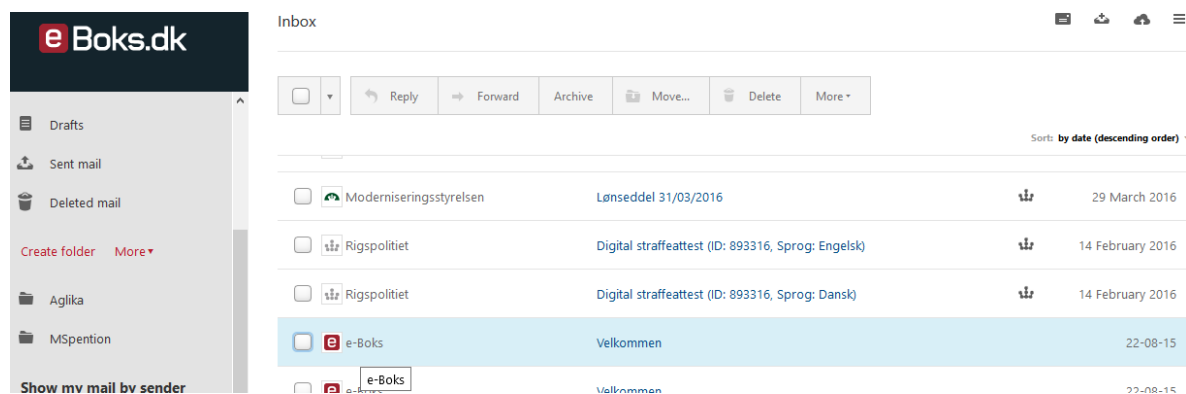 e Boks.dk
Drafts
Sent mail
Deleted mail
Create folder More
Aglika
MSpention
Show my mail by sender
Inbox
Reply Forward Archive Move... Delete More
Sort: by date (descending order)
Moderniseringsstyrelsen Lønseddel 31/03/2016 29 March 2016
Rigspolitiet Digital straffeattest (ID: 893316, Sprog: Engelsk) 14 February 2016
Rigspolitiet Digital straffeattest (ID: 893316, Sprog: Dansk) 14 February 2016
e e-Boks Velkommen 22-08-15
e-Boks
e e-Boks Velkommen 22-08-15